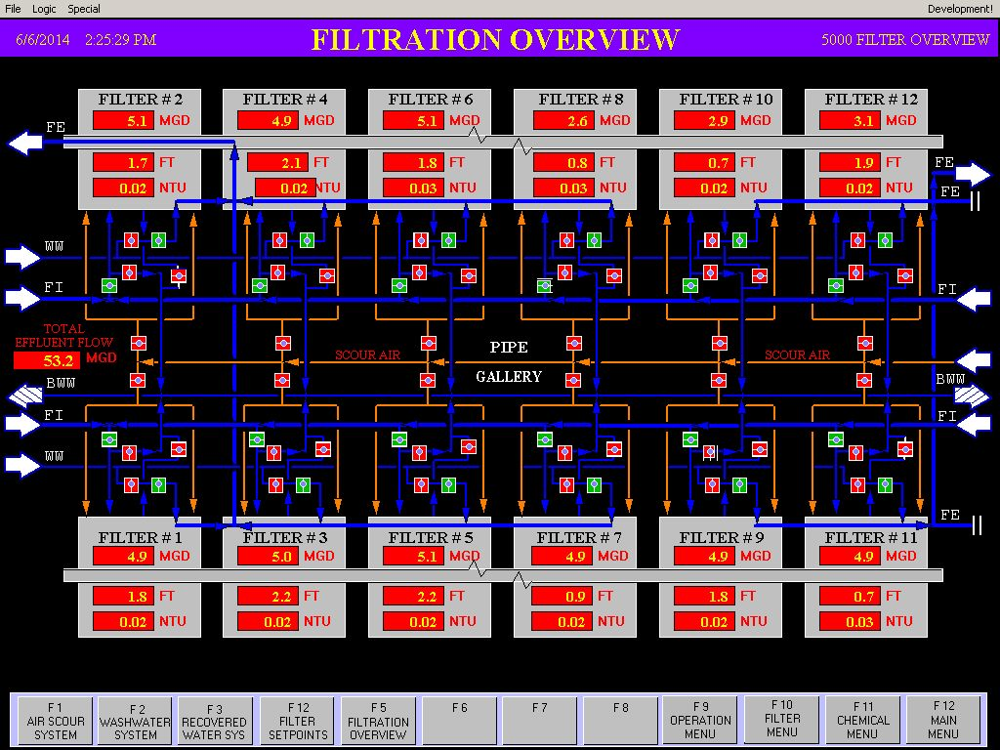 File Logic Special Development!
6/6/2014 2:25:29 PM FILTRATION OVERVIEW 5000 FILTER OVERVIEW
FILTER # 2 FILTER # 4 FILTER # 6 FILTER # 8 FILTER # 10 FILTER # 12
5.1 MGD 4.9 MGD 5.1 MGD 2.6 MGD 2.9 MGD 3.1 MGD
FE
1.7 FT 2.1 FT 1.8 FT 0.8 FT 0.7 FT 1.9 FT FE
0.02 NTU 0.02 NTU 0.03 NTU 0.03 NTU 0.02 NTU 0.02 NTU FE
WW
FI FI
TOTAL
EFFLUENT FLOW
53.2 MGD
SCOUR AIR PIPE SCOUR AIR
GALLERY
BWW BWW
FI FI
WW
FE
FILTER # 1 FILTER # 3 FILTER # 5 FILTER # 7 FILTER # 9 FILTER # 11
4.9 MGD 5.0 MGD 5.1 MGD 4.9 MGD 4.9 MGD 4.9 MGD
1.8 FT 2.2 FT 2.2 FT 0.9 FT 1.8 FT 0.7 FT
0.02 NTU 0.02 NTU 0.02 NTU 0.02 NTU 0.02 NTU 0.03 NTU
F 1 F 2 F 3 F 12 F 5 F 6 F 7 F 8 F 9 F 10 F 11 F 12
AIR SCOUR WASHWATER RECOVERED FILTER FILTRATION OPERATION FILTER CHEMICAL MAIN
SYSTEM SYSTEM WATER SYS SETPOINTS OVERVIEW MENU MENU MENU MENU